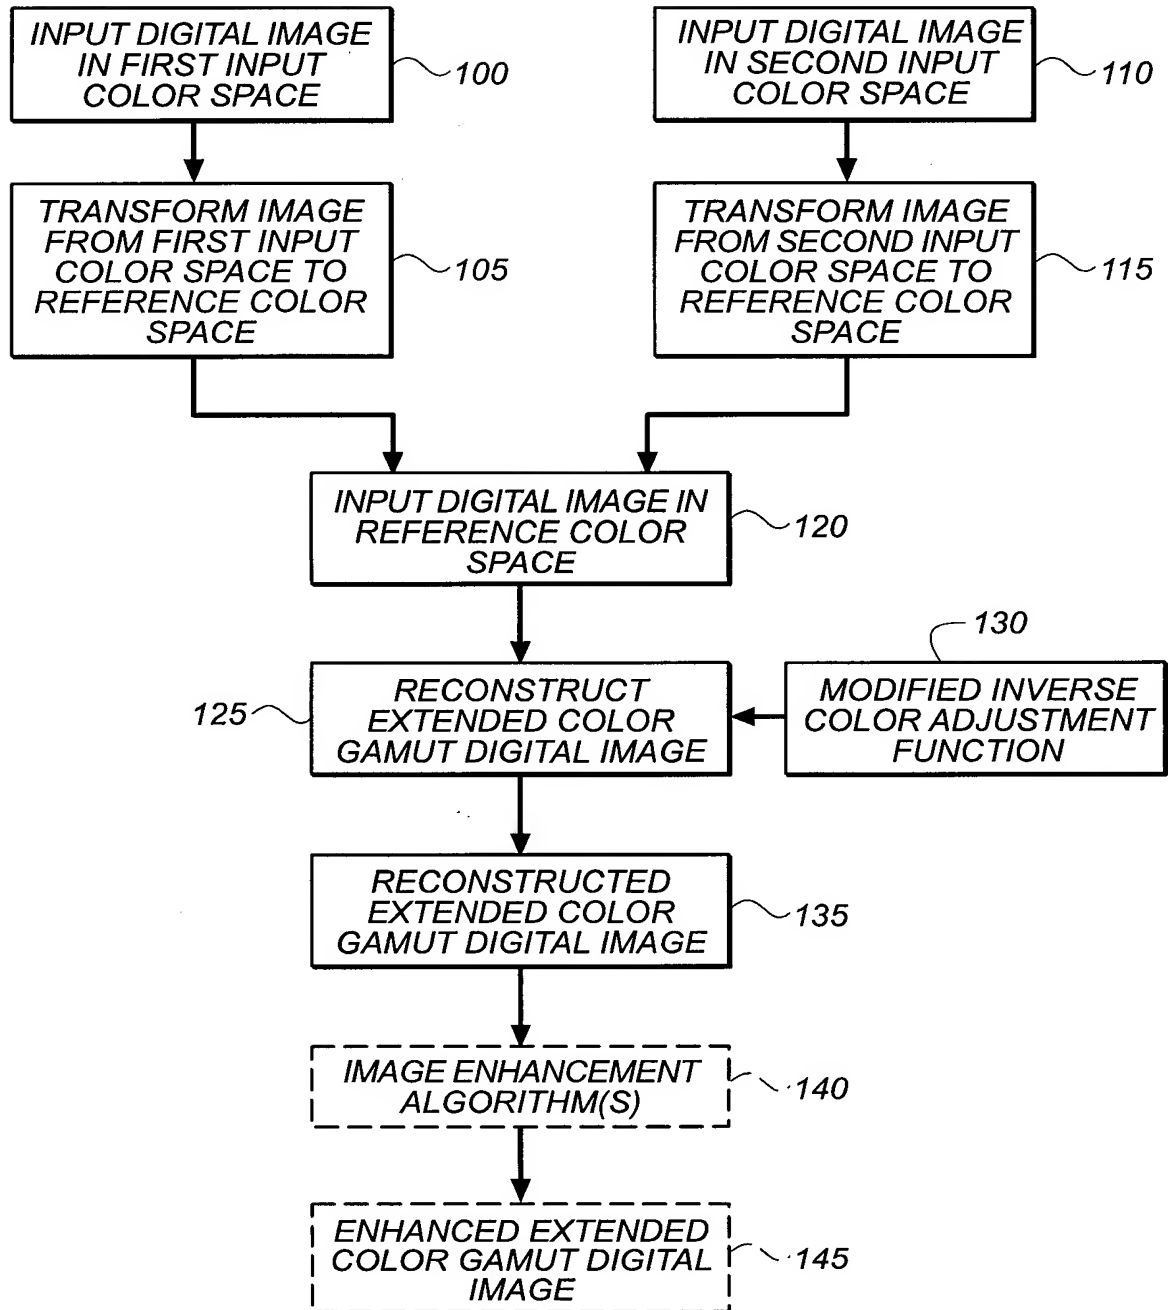 INPUT DIGITAL IMAGE
IN FIRST INPUT
COLOR SPACE
100
INPUT DIGITAL IMAGE
IN SECOND INPUT
COLOR SPACE
110
TRANSFORM IMAGE
FROM FIRST INPUT
COLOR SPACE TO
REFERENCE COLOR
SPACE
105
TRANSFORM IMAGE
FROM SECOND INPUT
COLOR SPACE TO
REFERENCE COLOR
SPACE
115
INPUT DIGITAL IMAGE IN
REFERENCE COLOR
SPACE
120
125
RECONSTRUCT
EXTENDED COLOR
GAMUT DIGITAL IMAGE
130
MODIFIED INVERSE
COLOR ADJUSTMENT
FUNCTION
RECONSTRUCTED
EXTENDED COLOR
GAMUT DIGITAL IMAGE
135
IMAGE ENHANCEMENT
ALGORITHM(S)
140
ENHANCED EXTENDED
COLOR GAMUT DIGITAL
IMAGE
145